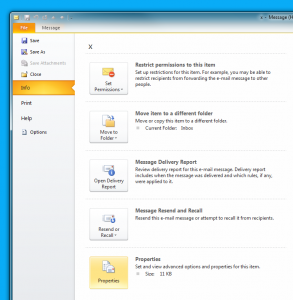 x - Message (H
File Message
Save
Save As
Save Attachments
Close
Info
Print
Help
Options
X
Set Permissions
Restrict permissions to this item
Set up restrictions for this item. For example, you may be able to
restrict recipients from forwarding the e-mail message to other
people.
Move to Folder
Move item to a different folder
Move or copy this item to a different folder.
Current Folder: Inbox
Open Delivery Report
Message Delivery Report
Review delivery report for this e-mail message. Delivery report
includes when the message was delivered and which rules, if any,
were applied to it.
Resend or Recall
Message Resend and Recall
Resend this e-mail message or attempt to recall it from recipients.
Properties
Properties
Set and view advanced options and properties for this item.
Size: 11 KB